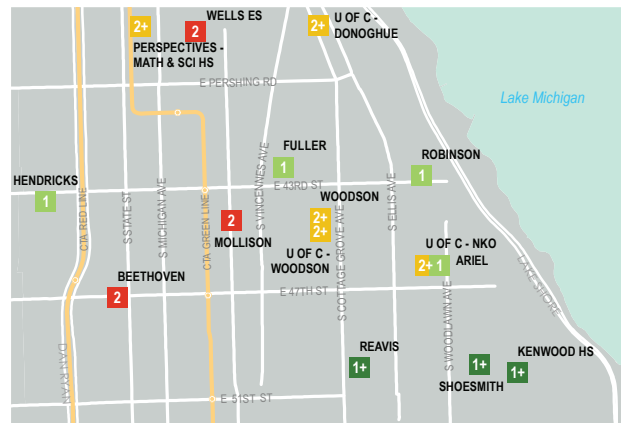 WELLS ES
2+
2
PERSPECTIVES -
MATH & SCI HS
U OF C -
2+
DONOGHUE
E PERSHING RD
Lake Michigan
FULLER
1
ROBINSON
1
HENDRICKS
1
E 43RD ST
CTA RED LINE
S STATE ST
S MICHIGAN AVE
CTA GREEN LINE
S VINCENNES AVE
S COTTAGE GROVE AVE
S ELLIS AVE
WOODSON
2+
2+
U OF C -
WOODSON
2
MOLLISON
U OF C - NKO
ARIEL
2+ 1
S WOODLAWN AVE
LAKE SHORE
BEETHOVEN
2
E 47TH ST
DAN RYAN
REAVIS
1+
1+
SHOESMITH
KENWOOD HS
1+
E 51ST ST